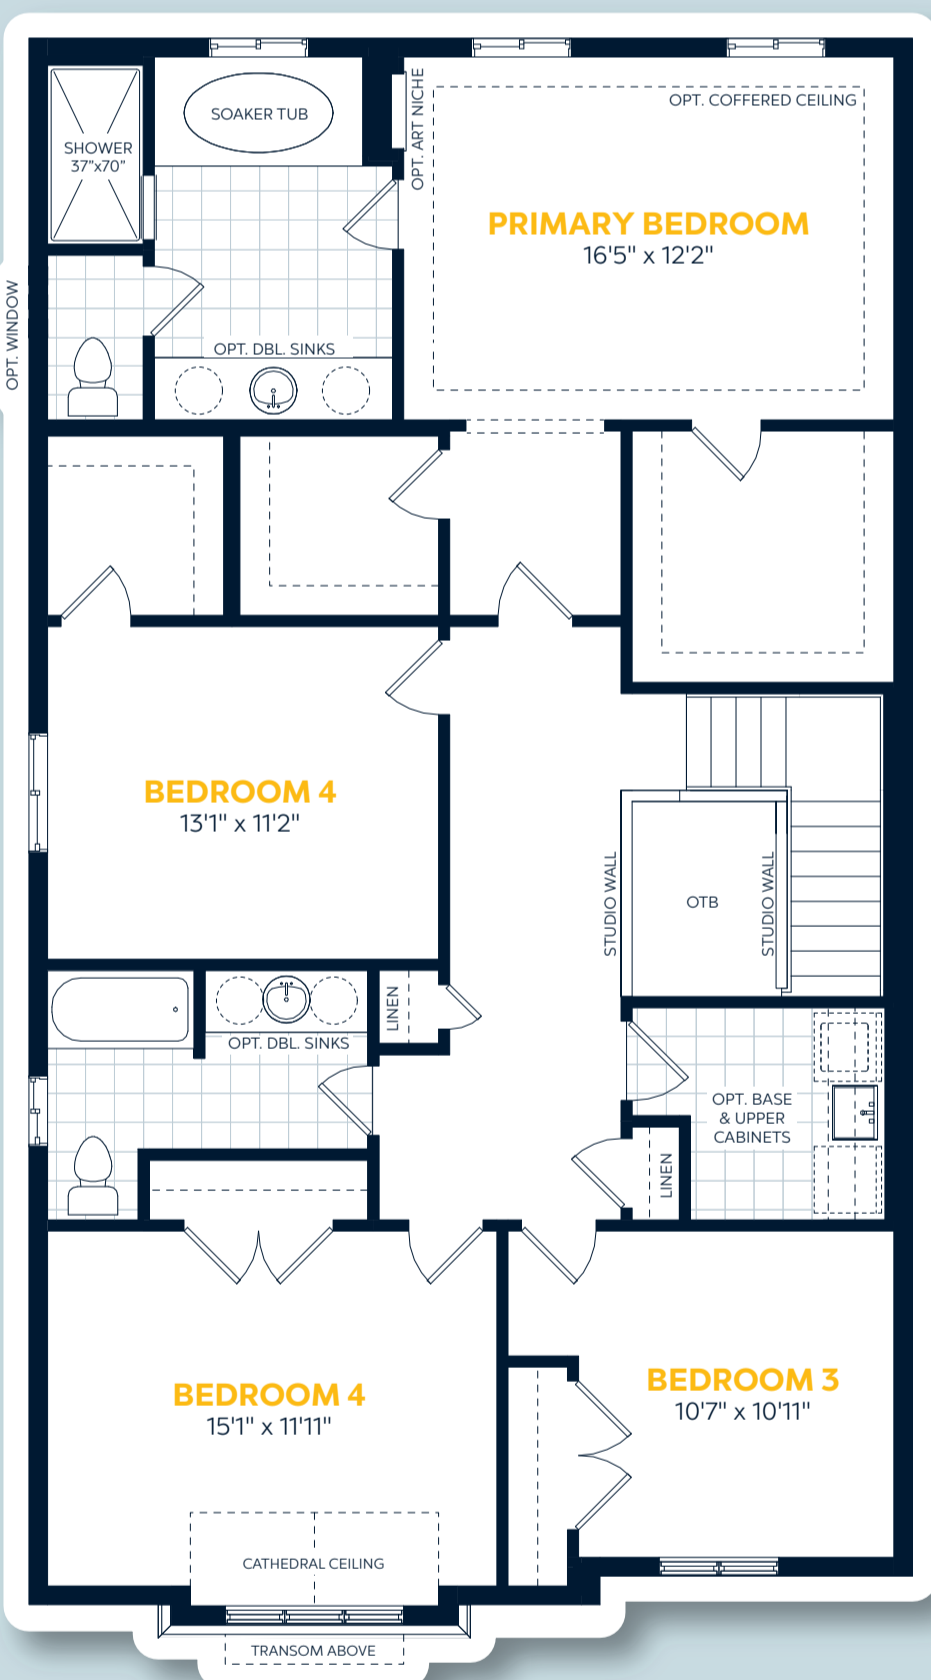 SOAKER TUB
OPT. ART NICHE
OPT. COFFERED CEILING
SHOWER
37"x70"
PRIMARY BEDROOM
16'5" x 12'2"
OPT. WINDOW
OPT. DBL. SINKS
BEDROOM 4
13'1" x 11'2"
STUDIO WALL
OTB
STUDIO WALL
LINEN
OPT. DBL. SINKS
OPT. BASE
& UPPER
CABINETS
LINEN
BEDROOM 4
15'1" x 11'11"
BEDROOM 3
10'7" x 10'11"
CATHEDRAL CEILING
TRANSOM ABOVE